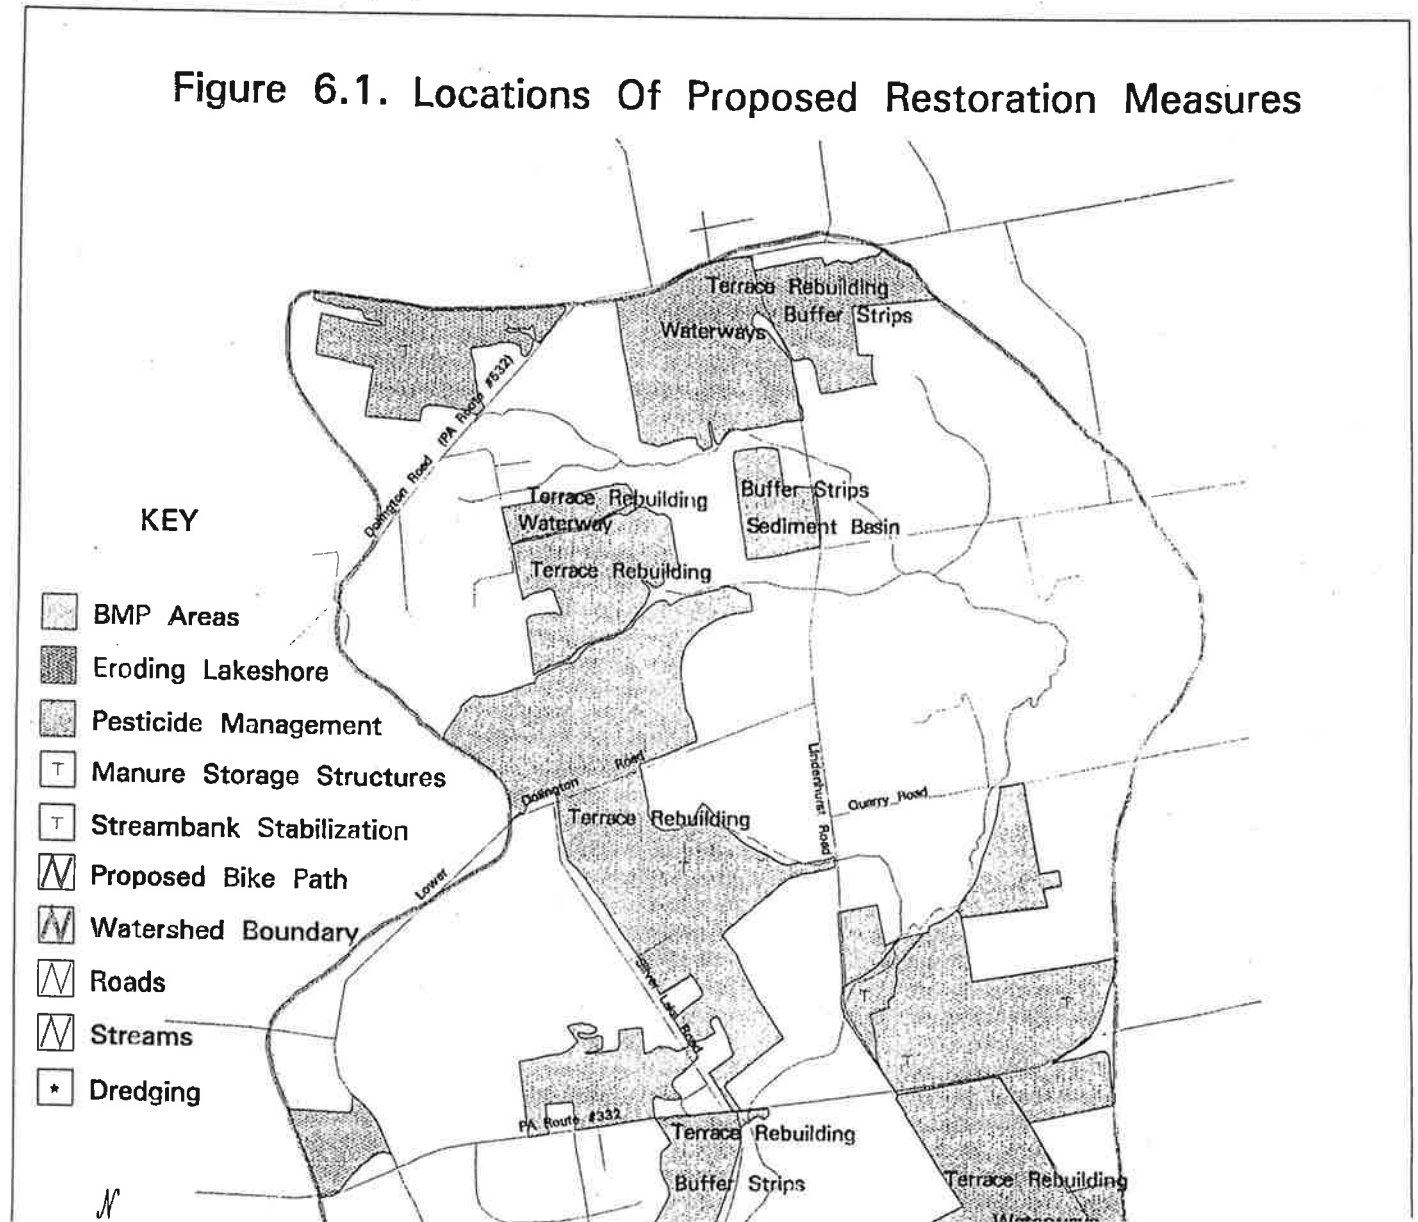 Figure 6.1. Locations Of Proposed Restoration Measures
Terrace Rebuilding
Buffer Strips
Waterways
(PA Route #532)
Dolington Road
Terrace Rebuilding
Waterway
Buffer Strips
Sediment Basin
Terrace Rebuilding
KEY
BMP Areas
Eroding Lakeshore
Pesticide Management
T Manure Storage Structures
T Streambank Stabilization
Proposed Bike Path
Watershed Boundary
Roads
Streams
* Dredging
N
Dolington Road
Lower
Lindenhurst Road
Quarry Road
Terrace Rebuilding
T
Silver Lake Road
T
T
T
PA Route #332
Terrace Rebuilding
Buffer Strips
Terrace Rebuilding
Waterways